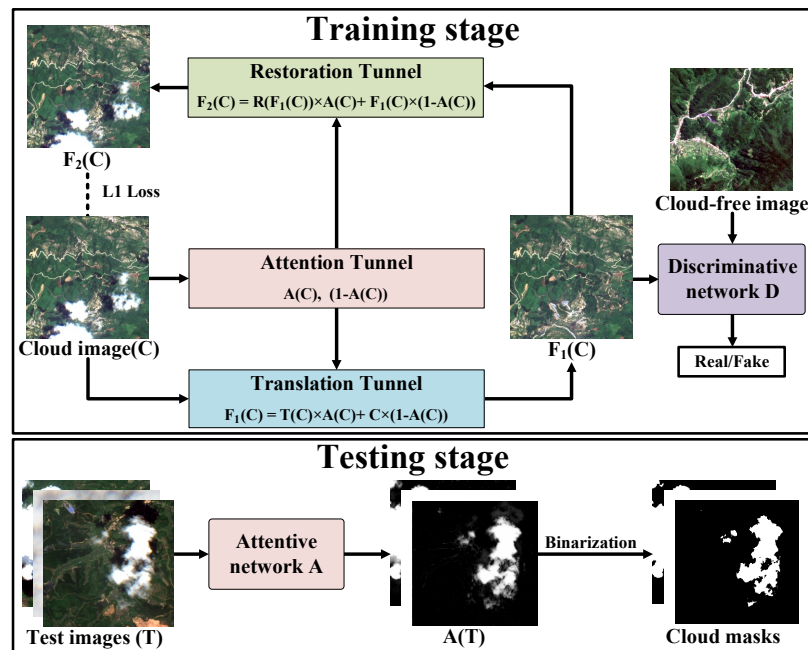 Training stage
Restoration Tunnel
F₂(C) = R(F₁(C))×A(C)+ F₁(C)×(1-A(C))
F₂(C)
L1 Loss
Cloud-free image
Attention Tunnel
A(C), (1-A(C))
Discriminative
network D
Cloud image(C)
F₁(C)
Real/Fake
Translation Tunnel
F₁(C) = T(C)×A(C)+ C×(1-A(C))
Testing stage
Attentive
network A
Binarization
Test images (T)
A(T)
Cloud masks